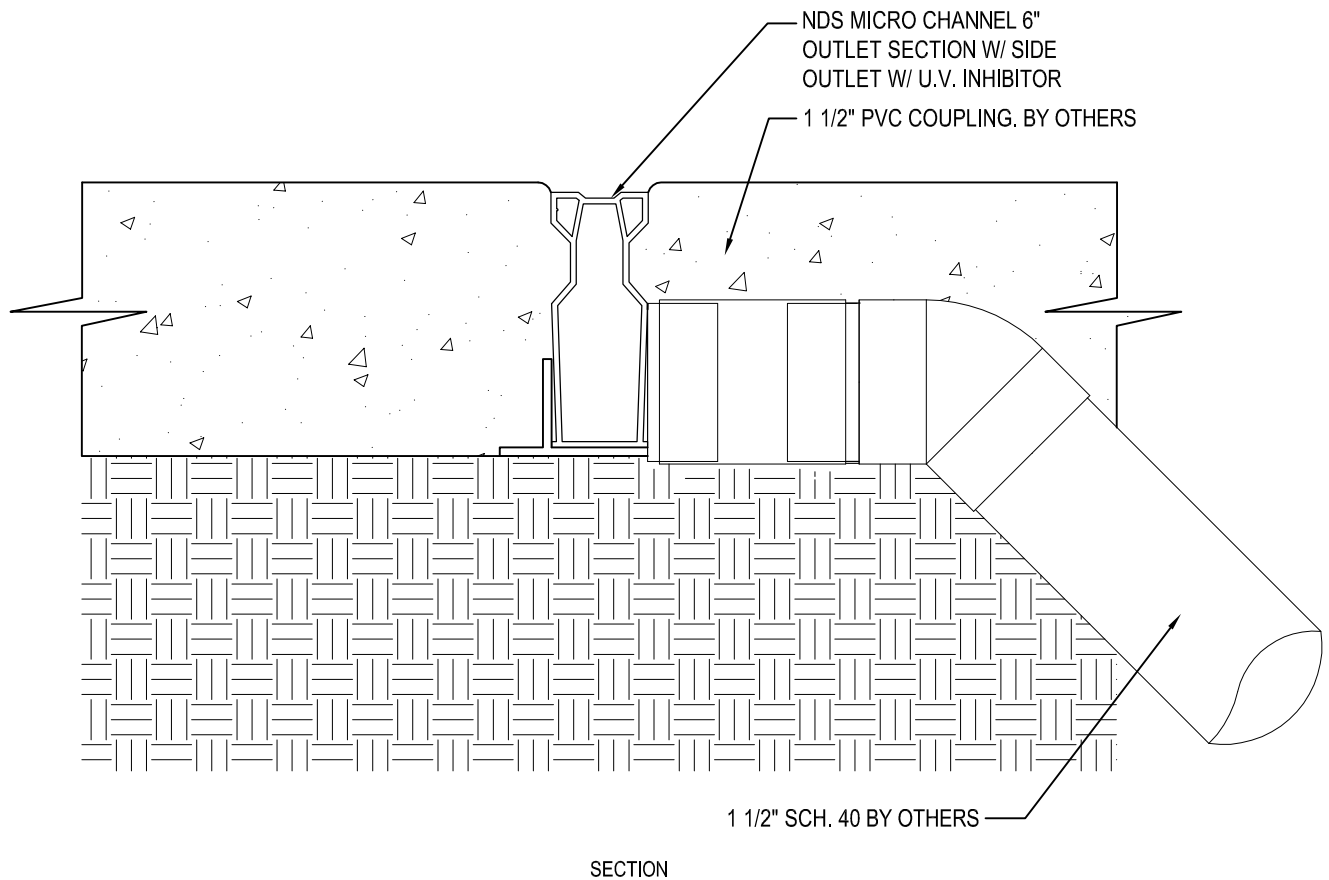 NDS MICRO CHANNEL 6"
OUTLET SECTION W/ SIDE
OUTLET W/ U.V. INHIBITOR
1 1/2" PVC COUPLING. BY OTHERS
1 1/2" SCH. 40 BY OTHERS
SECTION